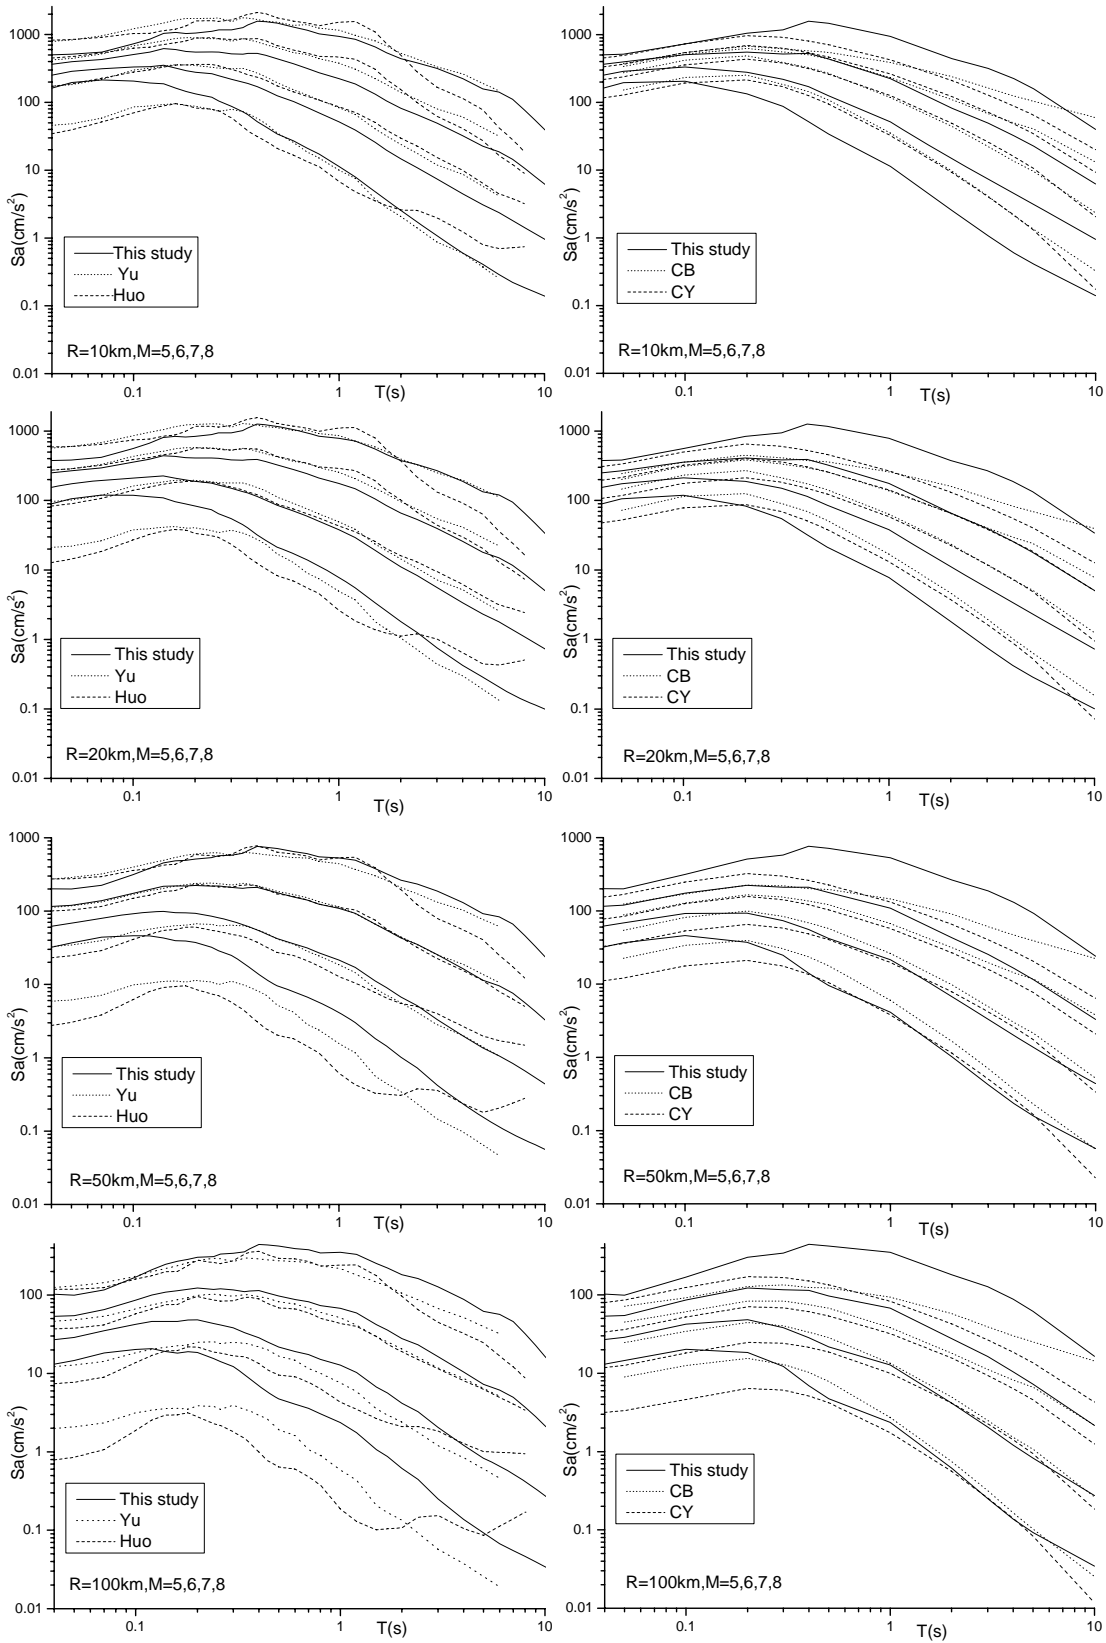 1000
100
10
1
0.1
0.01
Sa(cm/s²)
This study
Yu
Huo
R=10km,M=5,6,7,8
0.1
1
10
T(s)
1000
100
10
1
0.1
0.01
Sa(cm/s²)
This study
CB
CY
R=10km,M=5,6,7,8
0.1
1
10
T(s)
1000
100
10
1
0.1
0.01
Sa(cm/s²)
This study
Yu
Huo
R=20km,M=5,6,7,8
0.1
1
10
T(s)
1000
100
10
1
0.1
0.01
Sa(cm/s²)
This study
CB
CY
R=20km,M=5,6,7,8
0.1
1
10
T(s)
1000
100
10
1
0.1
0.01
Sa(cm/s²)
This study
Yu
Huo
R=50km,M=5,6,7,8
0.1
1
10
T(s)
1000
100
10
1
0.1
0.01
Sa(cm/s²)
This study
CB
CY
R=50km,M=5,6,7,8
0.1
1
10
T(s)
100
10
1
0.1
0.01
Sa(cm/s²)
This study
Yu
Huo
R=100km,M=5,6,7,8
0.1
1
10
T(s)
100
10
1
0.1
0.01
Sa(cm/s²)
This study
CB
CY
R=100km,M=5,6,7,8
0.1
1
10
T(s)